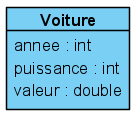 Voiture
annee : int
puissance : int
valeur : double